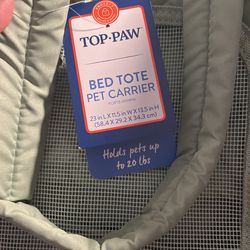 TOP·PAW
BED TOTE
PET CARRIER
23 in L X 11.5 in W X 13.5 in H
(58.4 X 29.2 X 34.3 cm)
Holds pets up
to 20 lbs